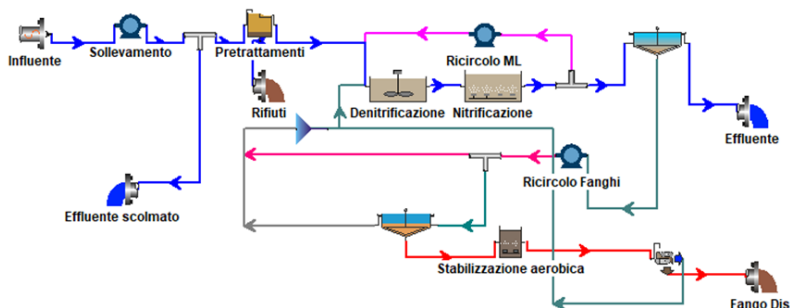 Influente
Sollevamento
Pretrattamenti
Ricircolo ML
Rifiuti
Denitrificazione
Nitrificazione
Effluente
Effluente scolmato
Ricircolo Fanghi
Stabilizzazione aerobica
Fango Dis